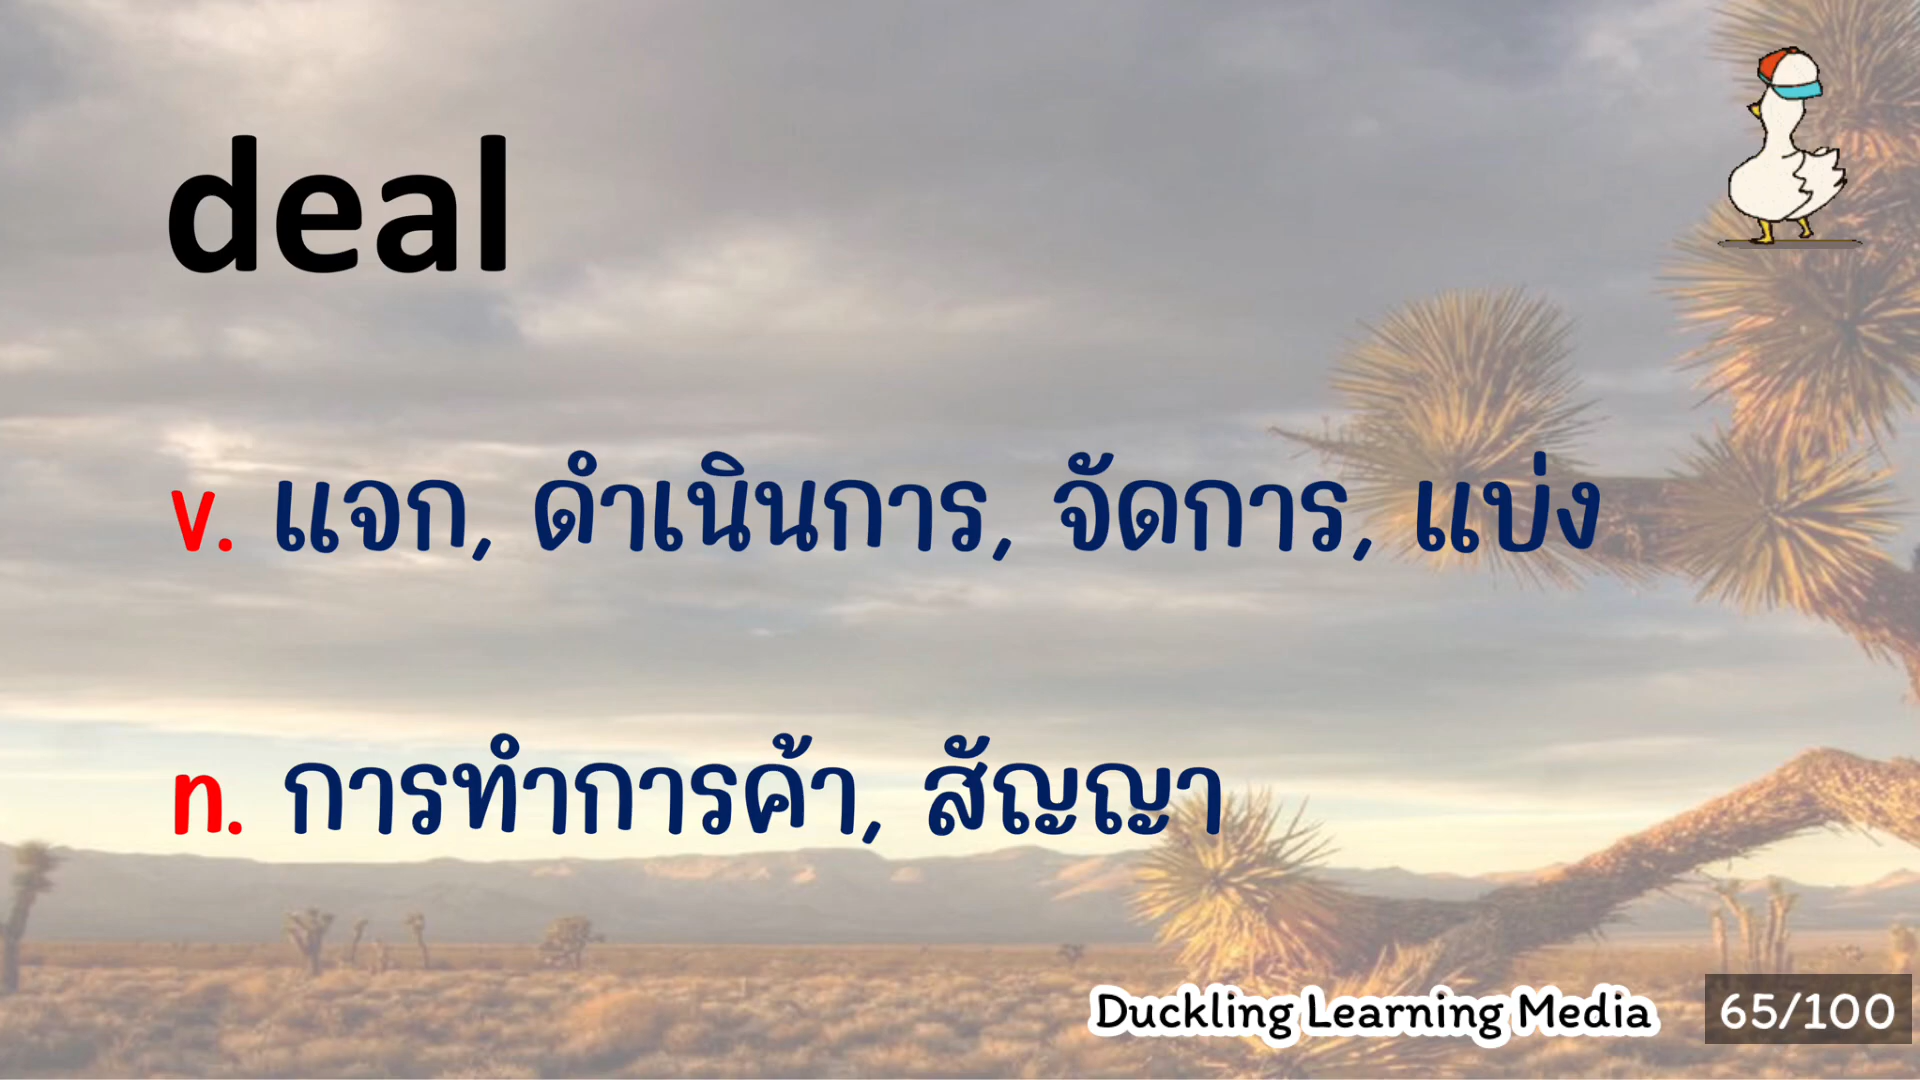 deal
v. แจก, ดำเนินการ, จัดการ, แบ่ง
n. การทำการค้า, สัญญา
Duckling Learning Media
65/100